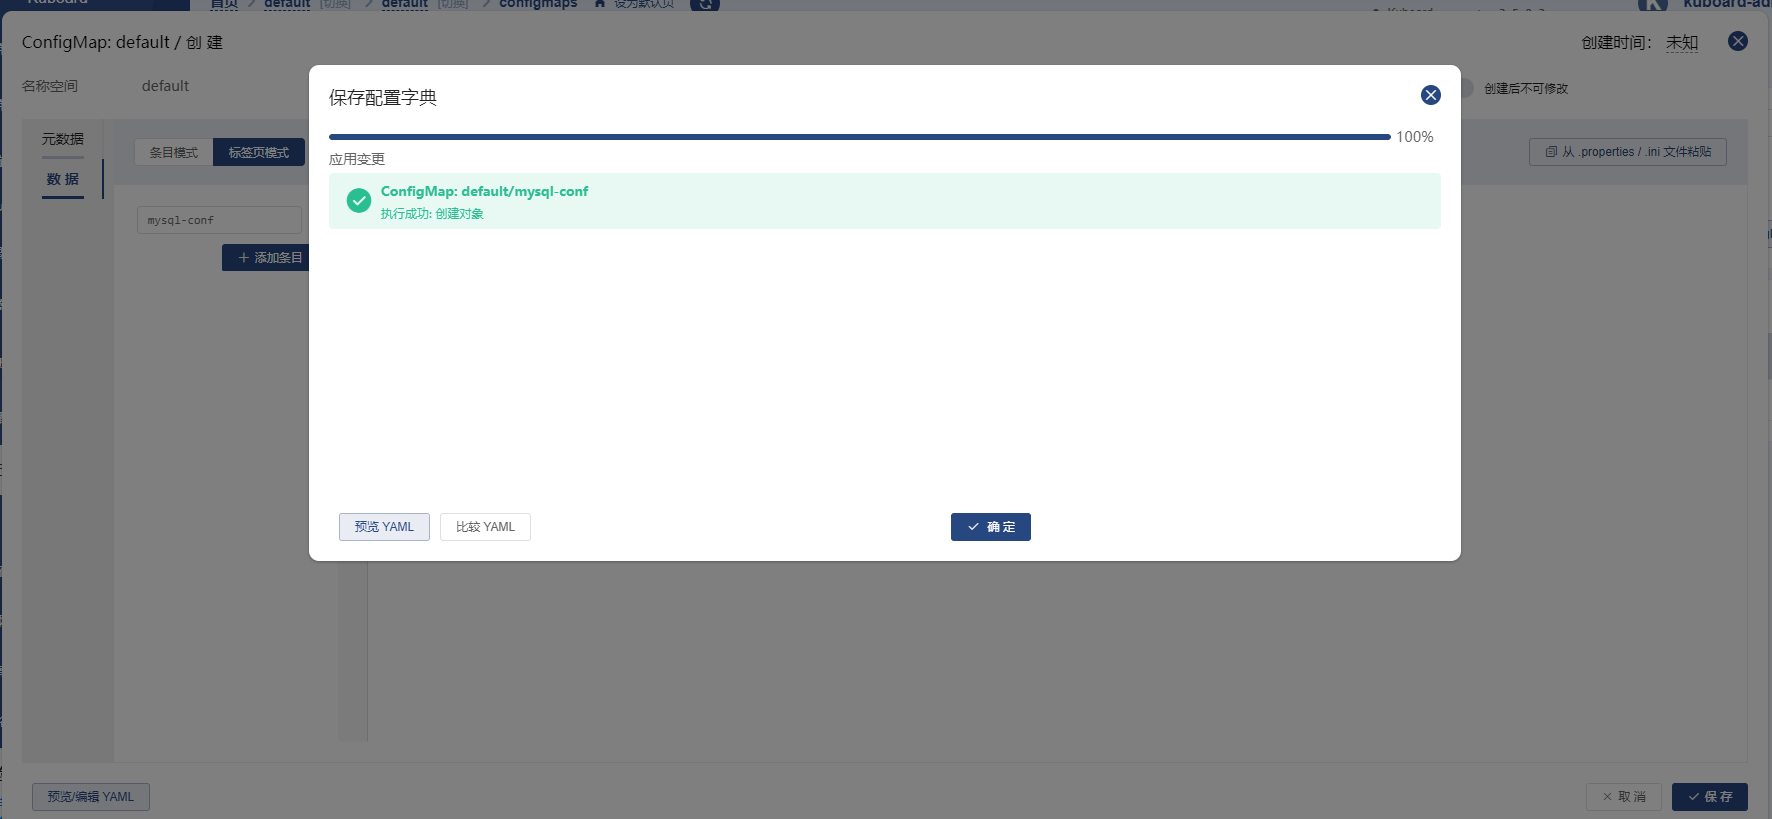 首页 default [切换] default [切换] configmaps 设为默认页
ConfigMap: default / 创 建
创建时间： 未知
名称空间 default
创建后不可修改
保存配置字典
100%
应用变更
ConfigMap: default/mysql-conf
执行成功: 创建对象
元数据
数 据
条目模式 标签页模式
从 .properties / .ini 文件粘贴
mysql-conf
添加条目
预览 YAML 比较 YAML 确 定
预览/编辑 YAML 取 消 保 存